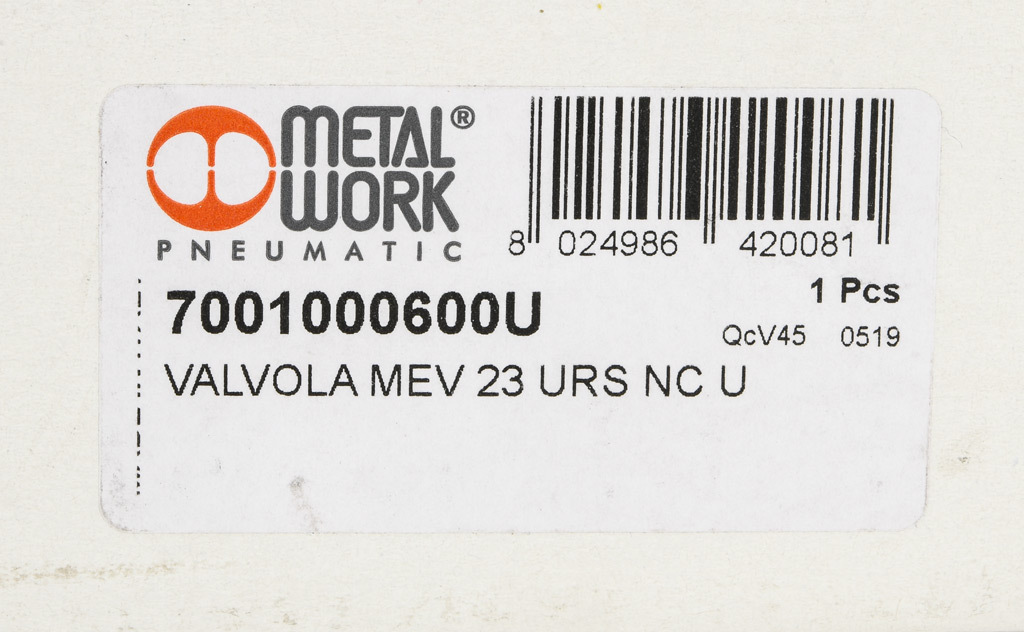 METAL®
WORK
PNEUMATIC
8 024986 420081
7001000600U
1 Pcs
QcV45 0519
VALVOLA MEV 23 URS NC U